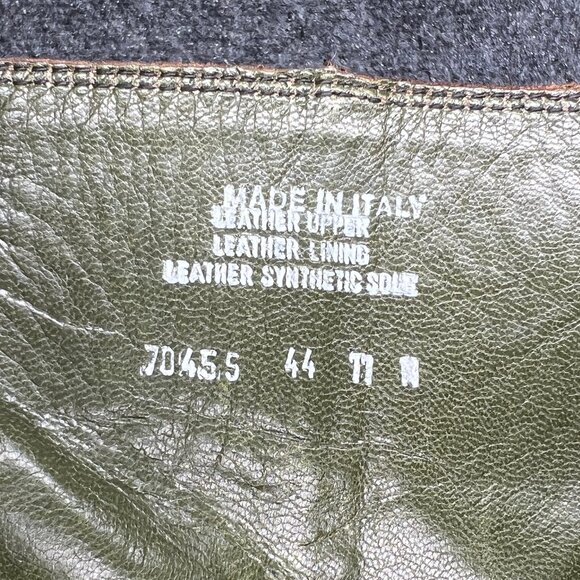 MADE IN ITALY
LEATHER UPPER
LEATHER LINING
LEATHER SYNTHETIC SOLE
70455 44 11